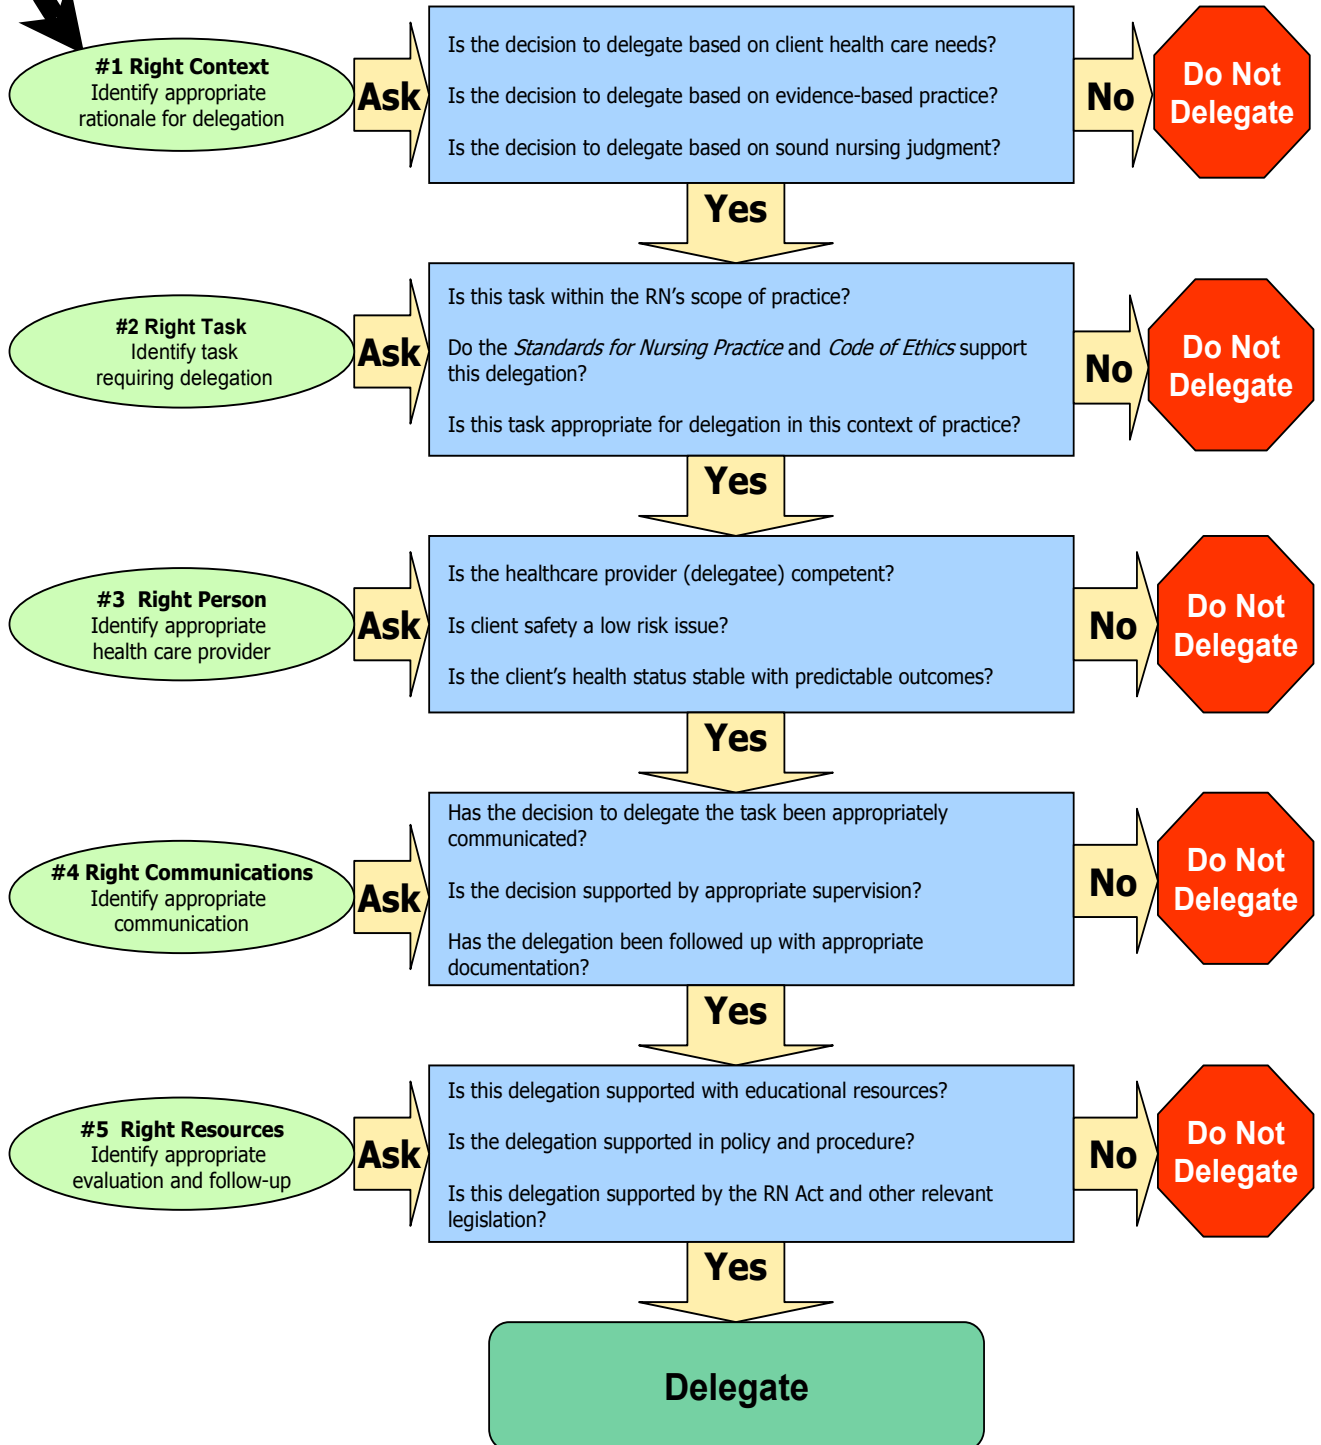 #1 Right Context
Identify appropriate
rationale for delegation
Ask
Is the decision to delegate based on client health care needs?
Is the decision to delegate based on evidence-based practice?
Is the decision to delegate based on sound nursing judgment?
No
Do Not
Delegate
Yes
#2 Right Task
Identify task
requiring delegation
Ask
Is this task within the RN’s scope of practice?
Do the Standards for Nursing Practice and Code of Ethics support
this delegation?
Is this task appropriate for delegation in this context of practice?
No
Do Not
Delegate
Yes
#3 Right Person
Identify appropriate
health care provider
Ask
Is the healthcare provider (delegatee) competent?
Is client safety a low risk issue?
Is the client’s health status stable with predictable outcomes?
No
Do Not
Delegate
Yes
#4 Right Communications
Identify appropriate
communication
Ask
Has the decision to delegate the task been appropriately
communicated?
Is the decision supported by appropriate supervision?
Has the delegation been followed up with appropriate
documentation?
No
Do Not
Delegate
Yes
#5 Right Resources
Identify appropriate
evaluation and follow-up
Ask
Is this delegation supported with educational resources?
Is the delegation supported in policy and procedure?
Is this delegation supported by the RN Act and other relevant
legislation?
No
Do Not
Delegate
Yes
Delegate